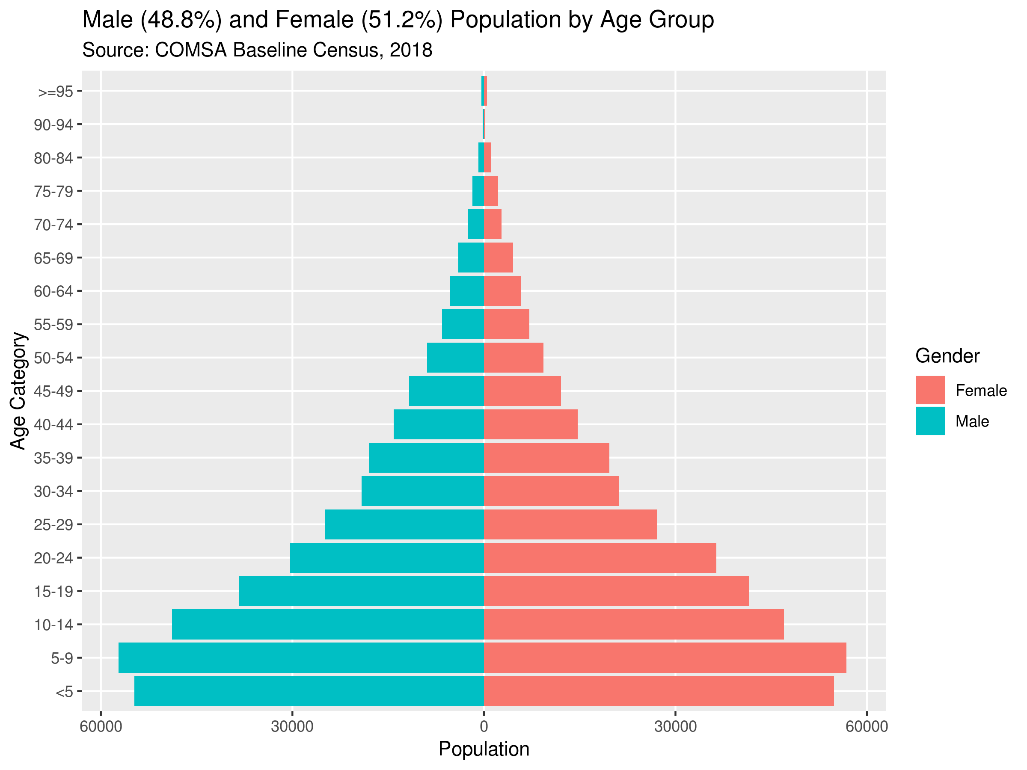 Male (48.8%) and Female (51.2%) Population by Age Group
Source: COMSA Baseline Census, 2018
>=95
90-94
80-84
75-79
70-74
65-69
60-64
55-59
50-54
45-49
40-44
35-39
30-34
25-29
20-24
15-19
10-14
5-9
<5
Age Category
60000 30000 0 30000 60000
Population
Gender
Female
Male